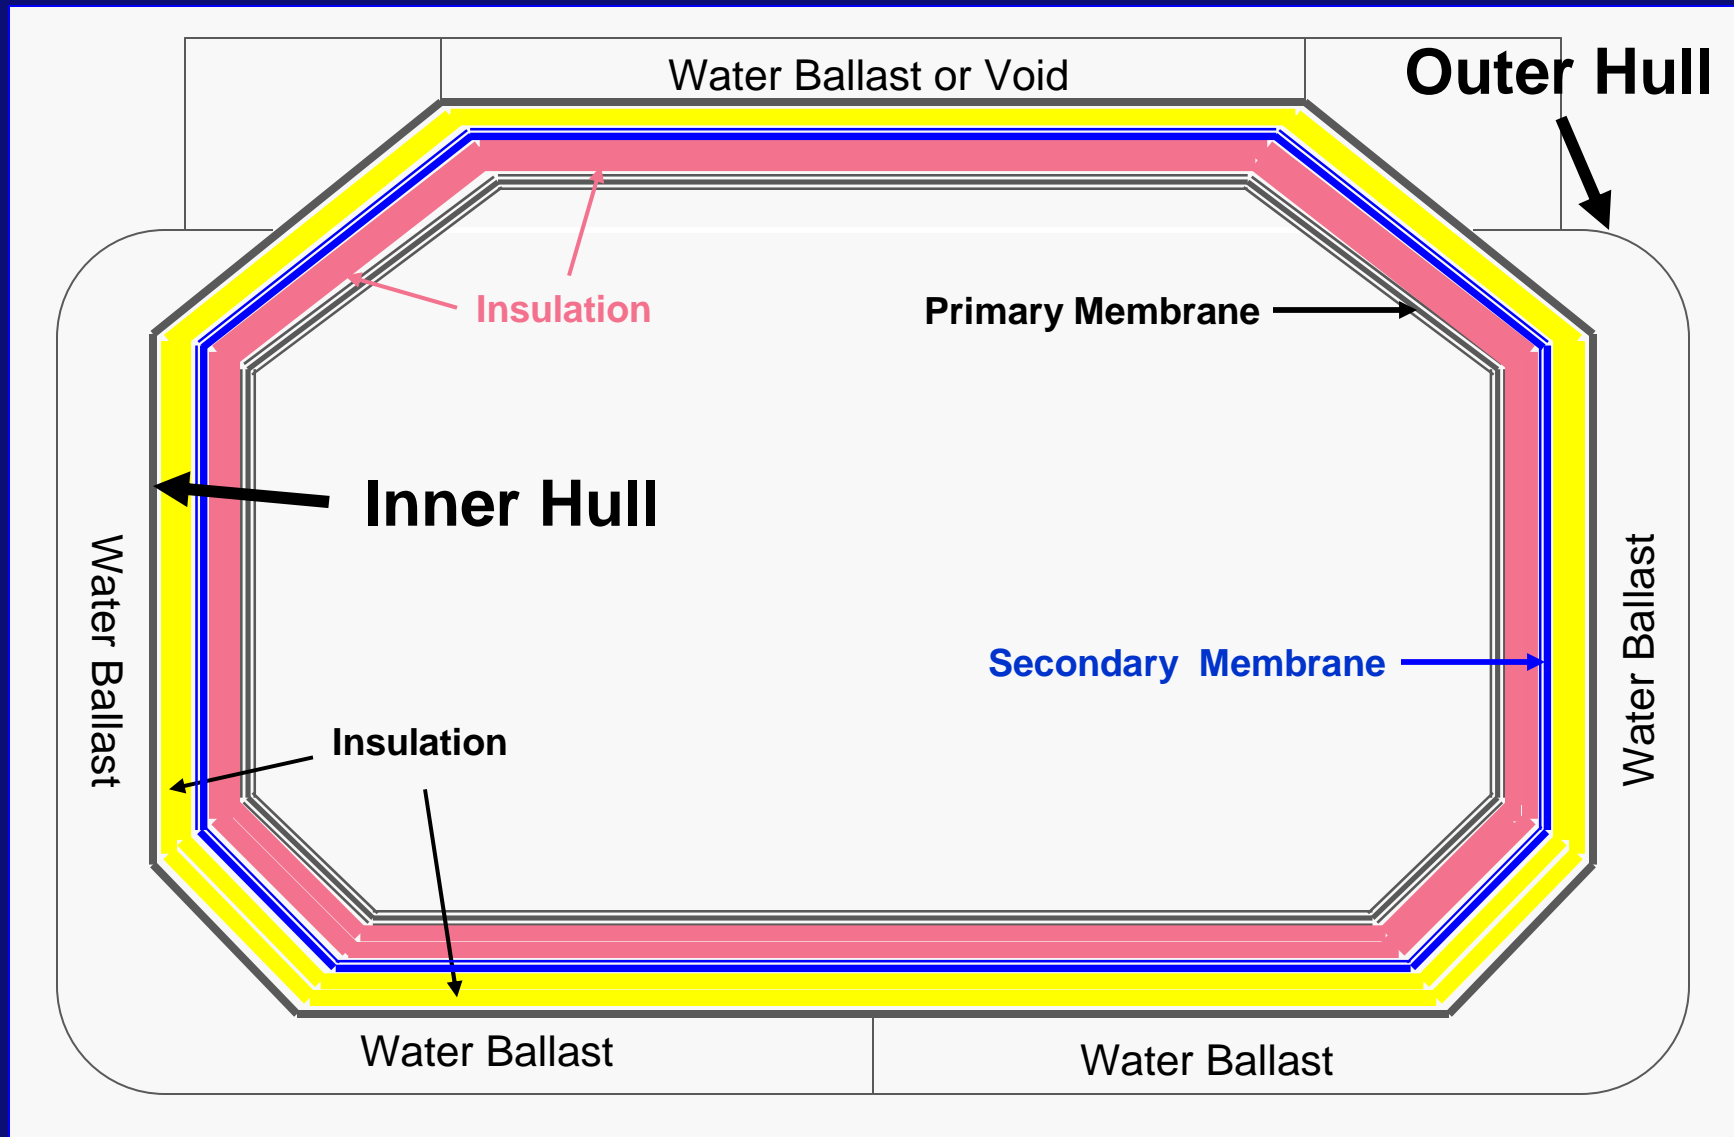 Water Ballast or Void
Outer Hull
Insulation
Primary Membrane
Inner Hull
Water Ballast
Water Ballast
Secondary Membrane
Insulation
Water Ballast
Water Ballast